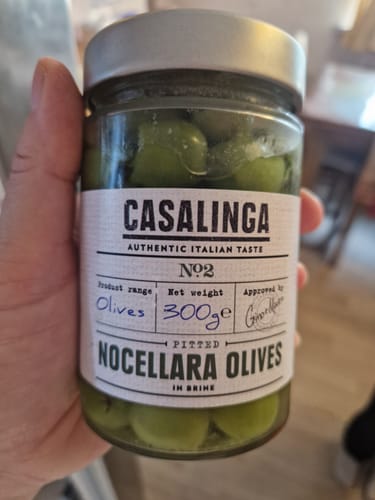 CASALINGA
AUTHENTIC ITALIAN TASTE
Nº2
Product range Net weight Approved by
Olives 300g℮
PITTED
NOCELLARA OLIVES
IN BRINE